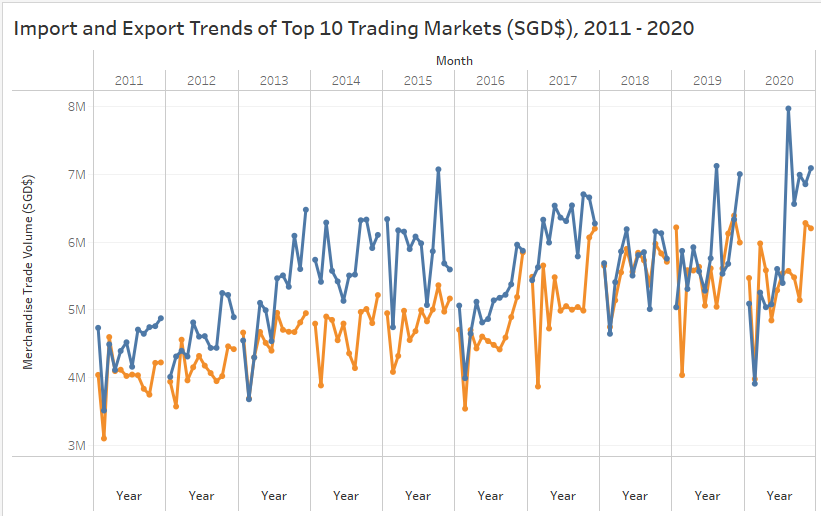 Import and Export Trends of Top 10 Trading Markets (SGD$), 2011 - 2020
Month
2011 2012 2013 2014 2015 2016 2017 2018 2019 2020
8M
7M
6M
5M
4M
3M
Merchandise Trade Volume (SGD$)
Year Year Year Year Year Year Year Year Year Year